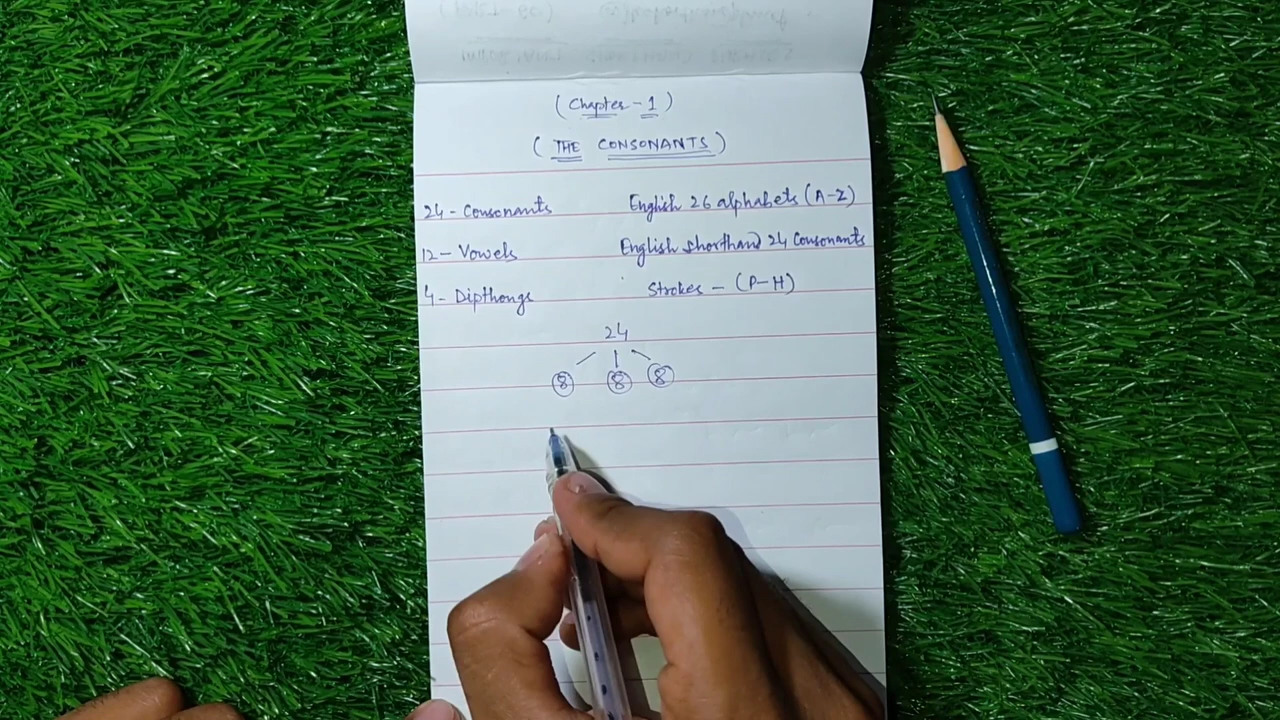 (Chapter - 1)
(THE CONSONANTS)
24 - Consonants English 26 alphabets (A-Z)
12 - Vowels English shorthand 24 Consonants
4 - Dipthongs Strokes - (P-H)
24
8 8 8